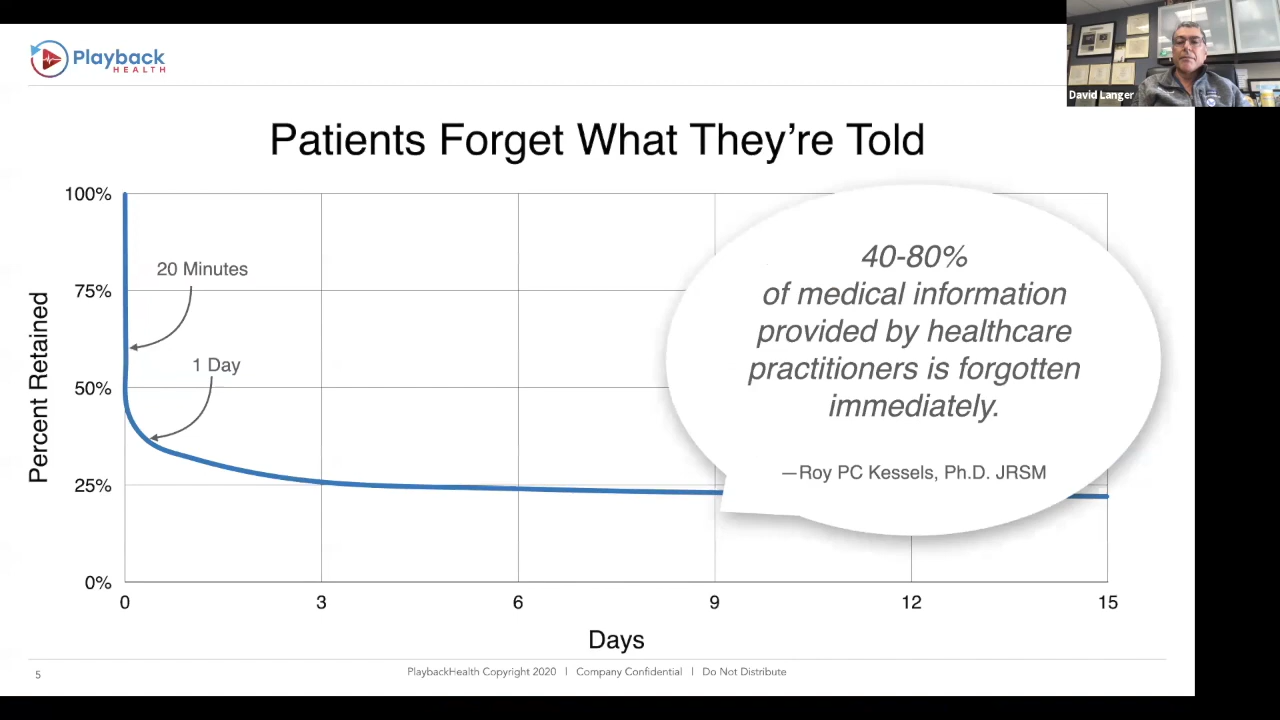 Playback
HEALTH
David Langer
Patients Forget What They’re Told
100%
75%
50%
25%
0%
Percent Retained
20 Minutes
1 Day
40-80%
of medical information
provided by healthcare
practitioners is forgotten
immediately.
—Roy PC Kessels, Ph.D. JRSM
0 3 6 9 12 15
Days
5
PlaybackHealth Copyright 2020 | Company Confidential | Do Not Distribute